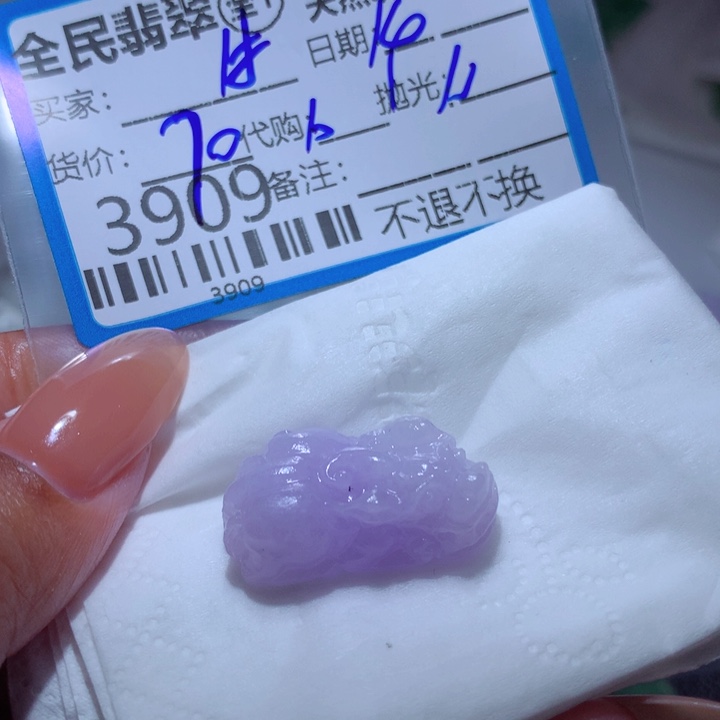 全民翡翠 天然
买家: 日期
货价: 70 代购 抛光:
3909 备注:
不退不换
3909